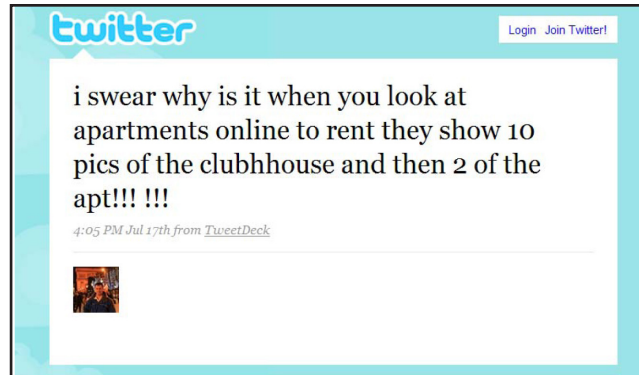 twitter
Login Join Twitter!
i swear why is it when you look at
apartments online to rent they show 10
pics of the clubhhouse and then 2 of the
apt!!! !!!
4:05 PM Jul 17th from TweetDeck